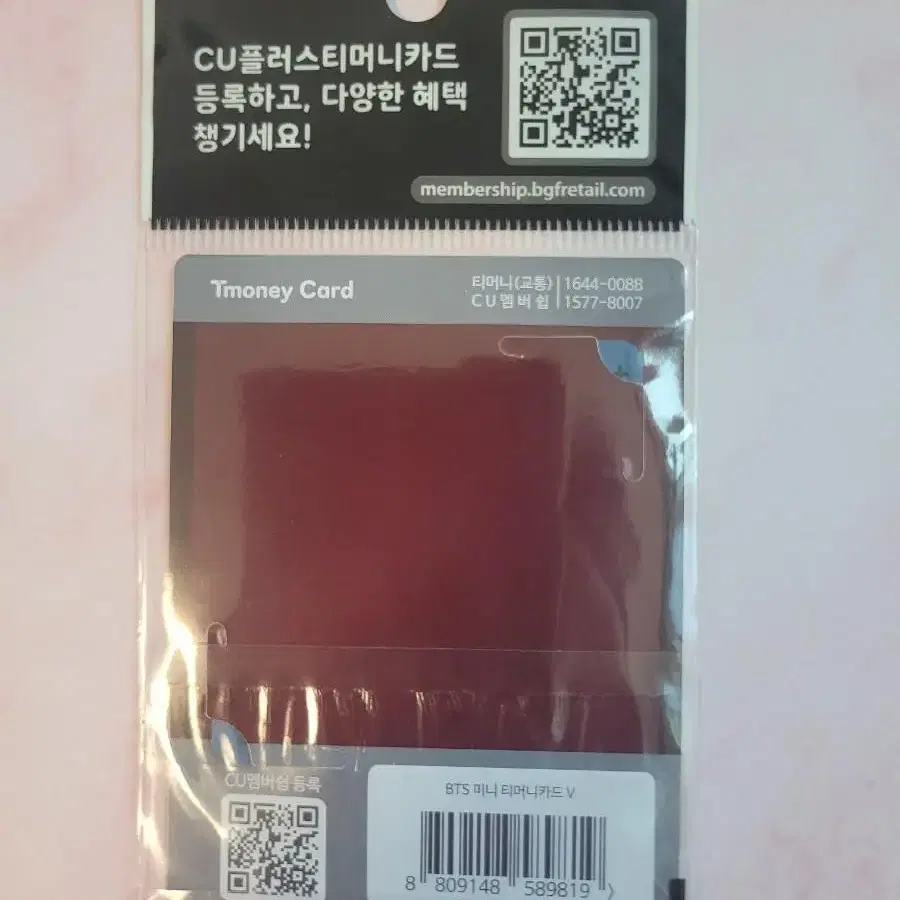 CU플러스티머니카드
등록하고, 다양한 혜택
챙기세요!
membership.bgfretail.com
Tmoney Card
티머니(교통) | 1644-0088
CU멤버쉽 | 1577-8007
CU멤버쉽 등록
BTS 미니 티머니카드 V
8 809148 589819